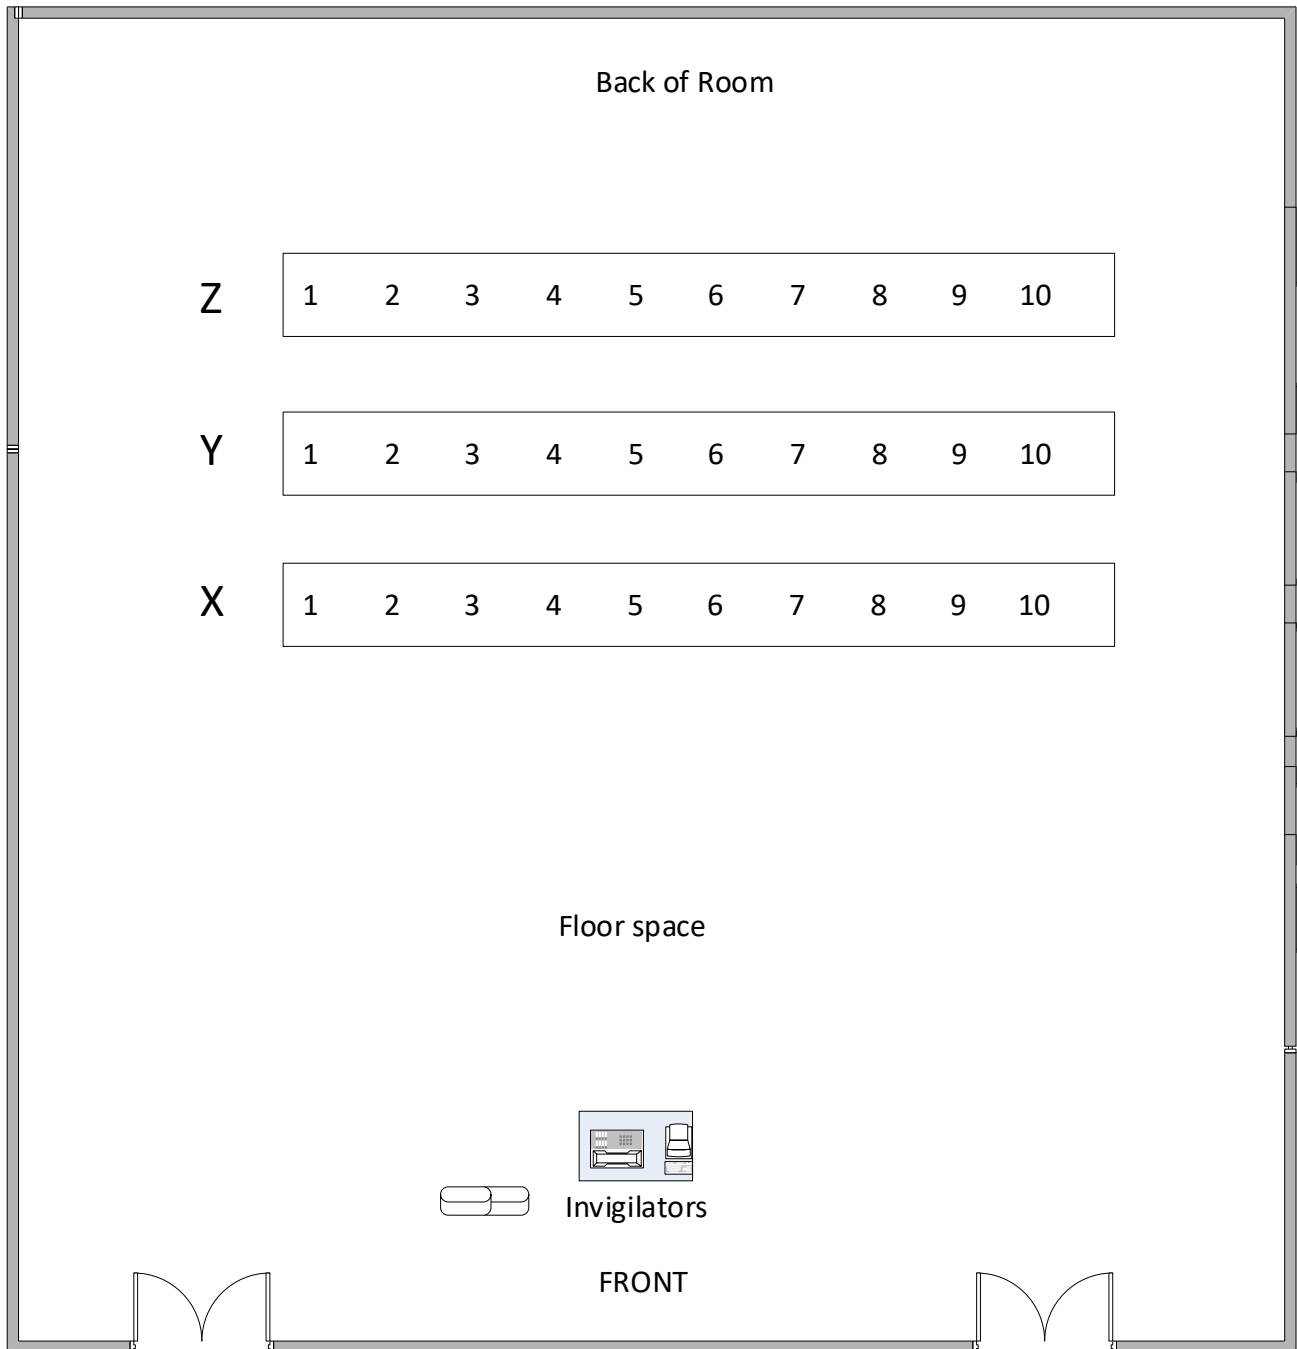 Back of Room
Z 1 2 3 4 5 6 7 8 9 10
Y 1 2 3 4 5 6 7 8 9 10
X 1 2 3 4 5 6 7 8 9 10
Floor space
Invigilators
FRONT